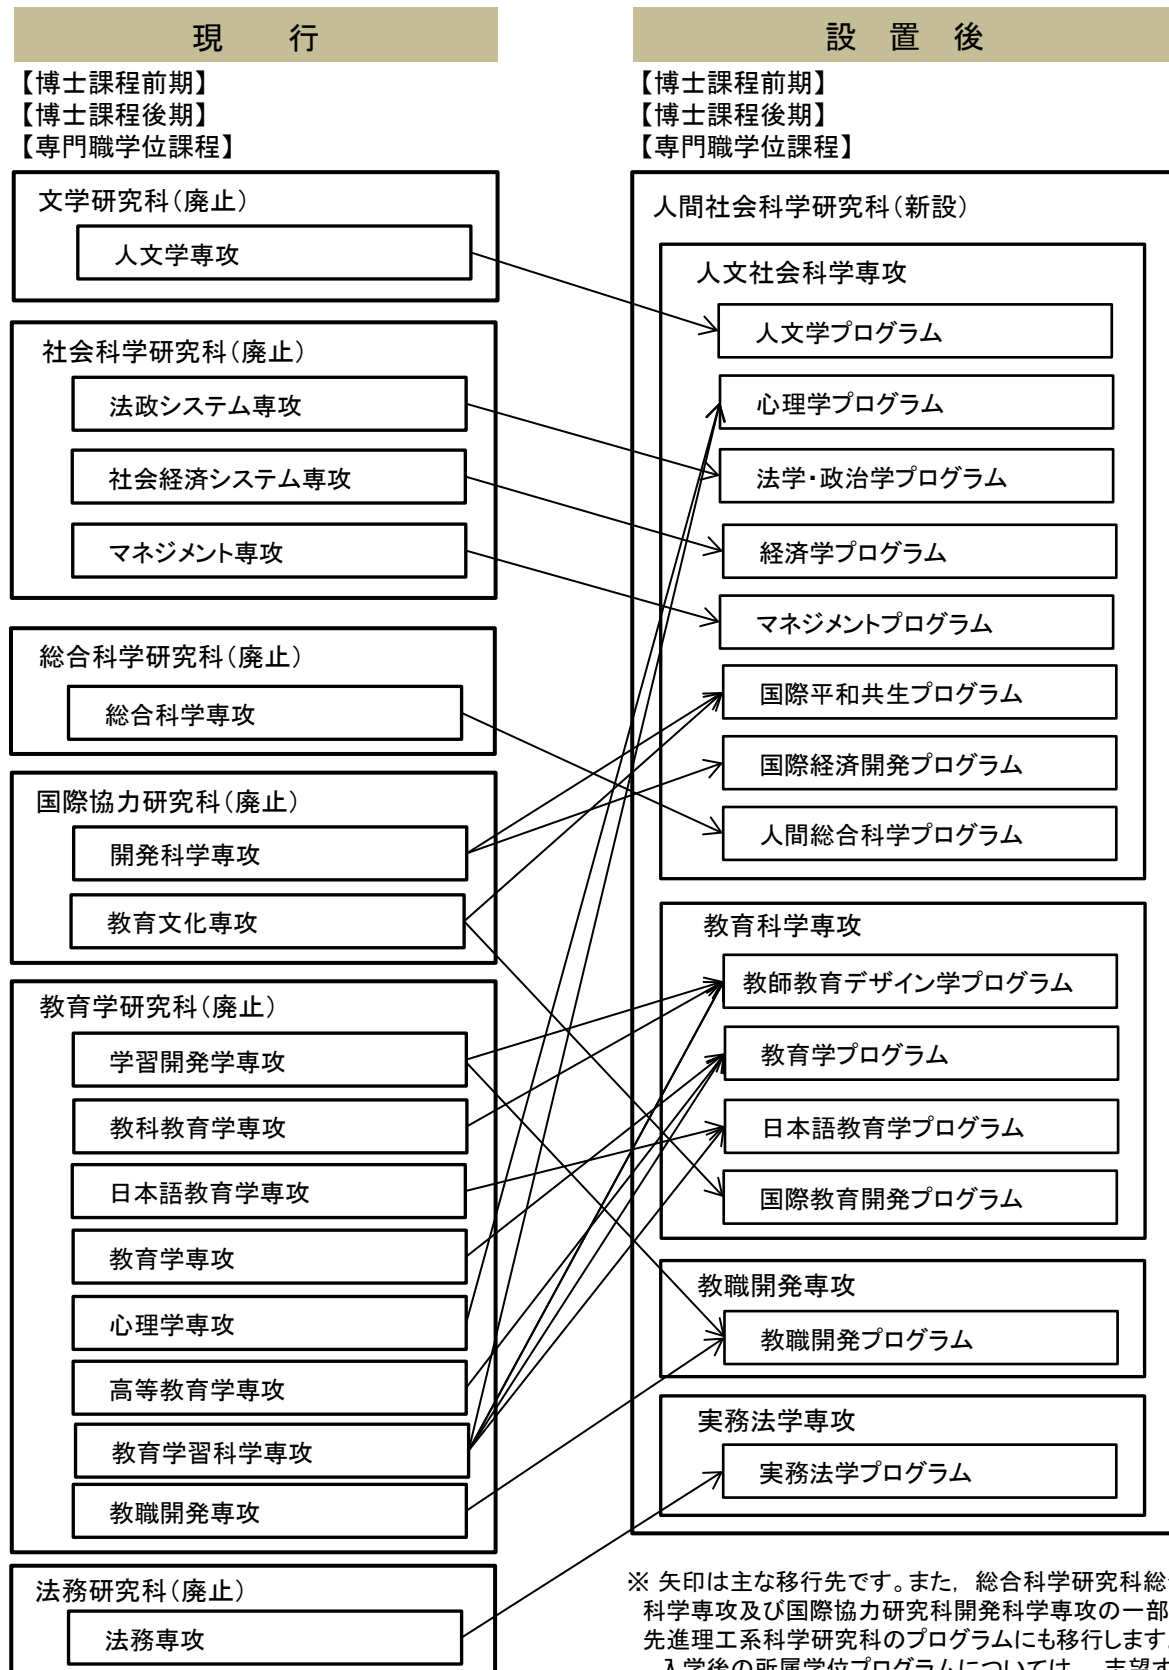 現　行
【博士課程前期】
【博士課程後期】
【専門職学位課程】
文学研究科（廃止）
人文学専攻
社会科学研究科（廃止）
法政システム専攻
社会経済システム専攻
マネジメント専攻
総合科学研究科（廃止）
総合科学専攻
国際協力研究科（廃止）
開発科学専攻
教育文化専攻
教育学研究科（廃止）
学習開発学専攻
教科教育学専攻
日本語教育学専攻
教育学専攻
心理学専攻
高等教育学専攻
教育学習科学専攻
教職開発専攻
法務研究科（廃止）
法務専攻
設　置　後
【博士課程前期】
【博士課程後期】
【専門職学位課程】
人間社会科学研究科（新設）
人文社会科学専攻
人文学プログラム
心理学プログラム
法学・政治学プログラム
経済学プログラム
マネジメントプログラム
国際平和共生プログラム
国際経済開発プログラム
人間総合科学プログラム
教育科学専攻
教師教育デザイン学プログラム
教育学プログラム
日本語教育学プログラム
国際教育開発プログラム
教職開発専攻
教職開発プログラム
実務法学専攻
実務法学プログラム
※ 矢印は主な移行先です。また，総合科学研究科総
科学専攻及び国際協力研究科開発科学専攻の一部
先進理工系科学研究科のプログラムにも移行します
入学後の所属学位プログラムについては，志望す